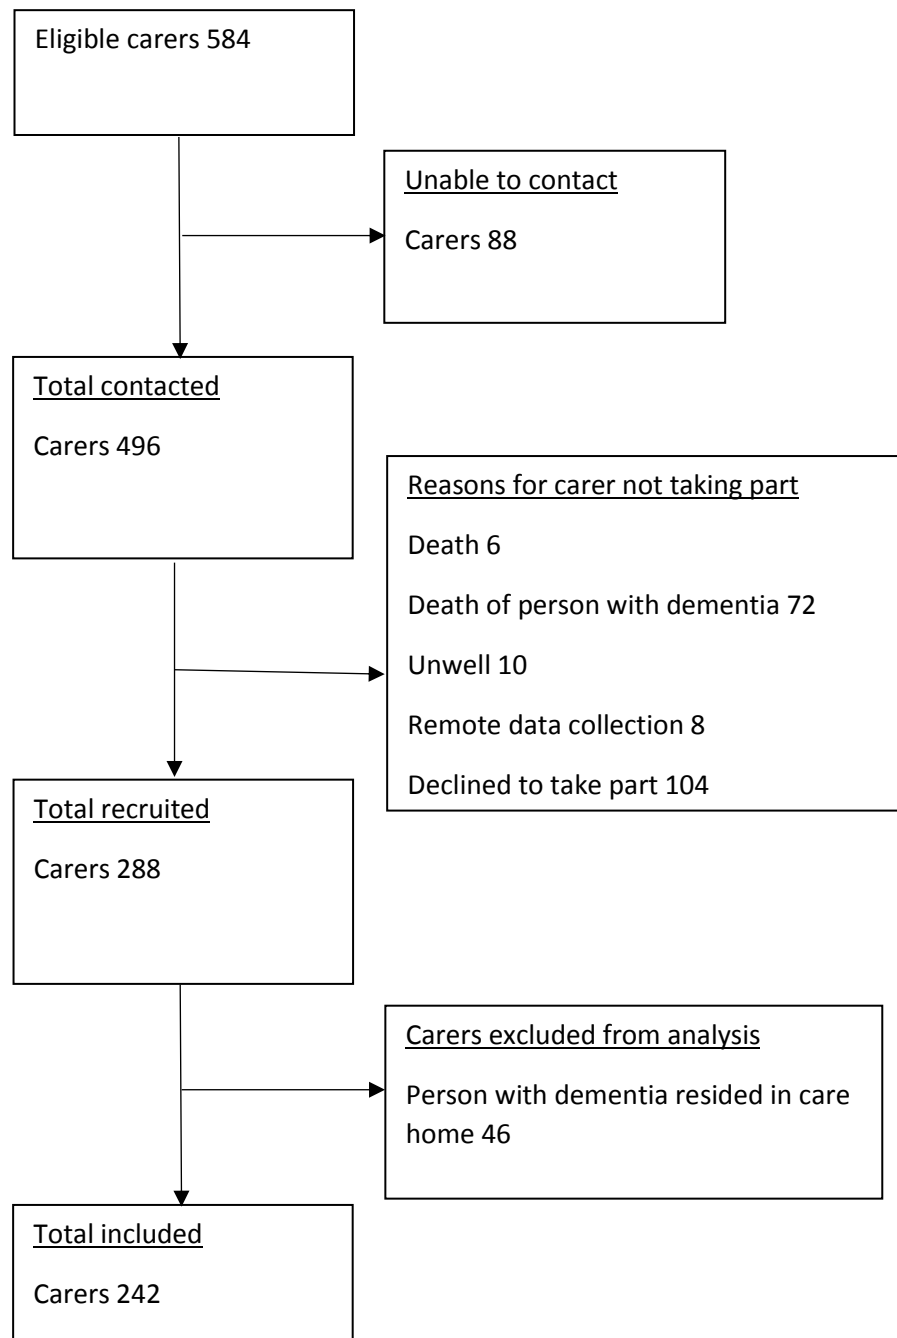 Eligible carers 584
Unable to contact
Carers 88
Total contacted
Carers 496
Reasons for carer not taking part
Death 6
Death of person with dementia 72
Unwell 10
Remote data collection 8
Declined to take part 104
Total recruited
Carers 288
Carers excluded from analysis
Person with dementia resided in care
home 46
Total included
Carers 242